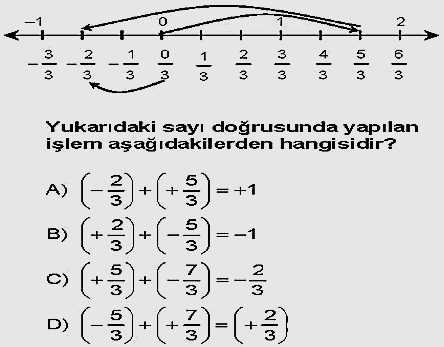 −1 0 1 2
−3/3 −2/3 −1/3 0/3 1/3 2/3 3/3 4/3 5/3 6/3
Yukarıdaki sayı doğrusunda yapılan
işlem aşağıdakilerden hangisidir?
A) (−2/3)+(+5/3)=+1
B) (+2/3)+(−5/3)=−1
C) (+5/3)+(−7/3)=−2/3
D) (−5/3)+(+7/3)=(+2/3)